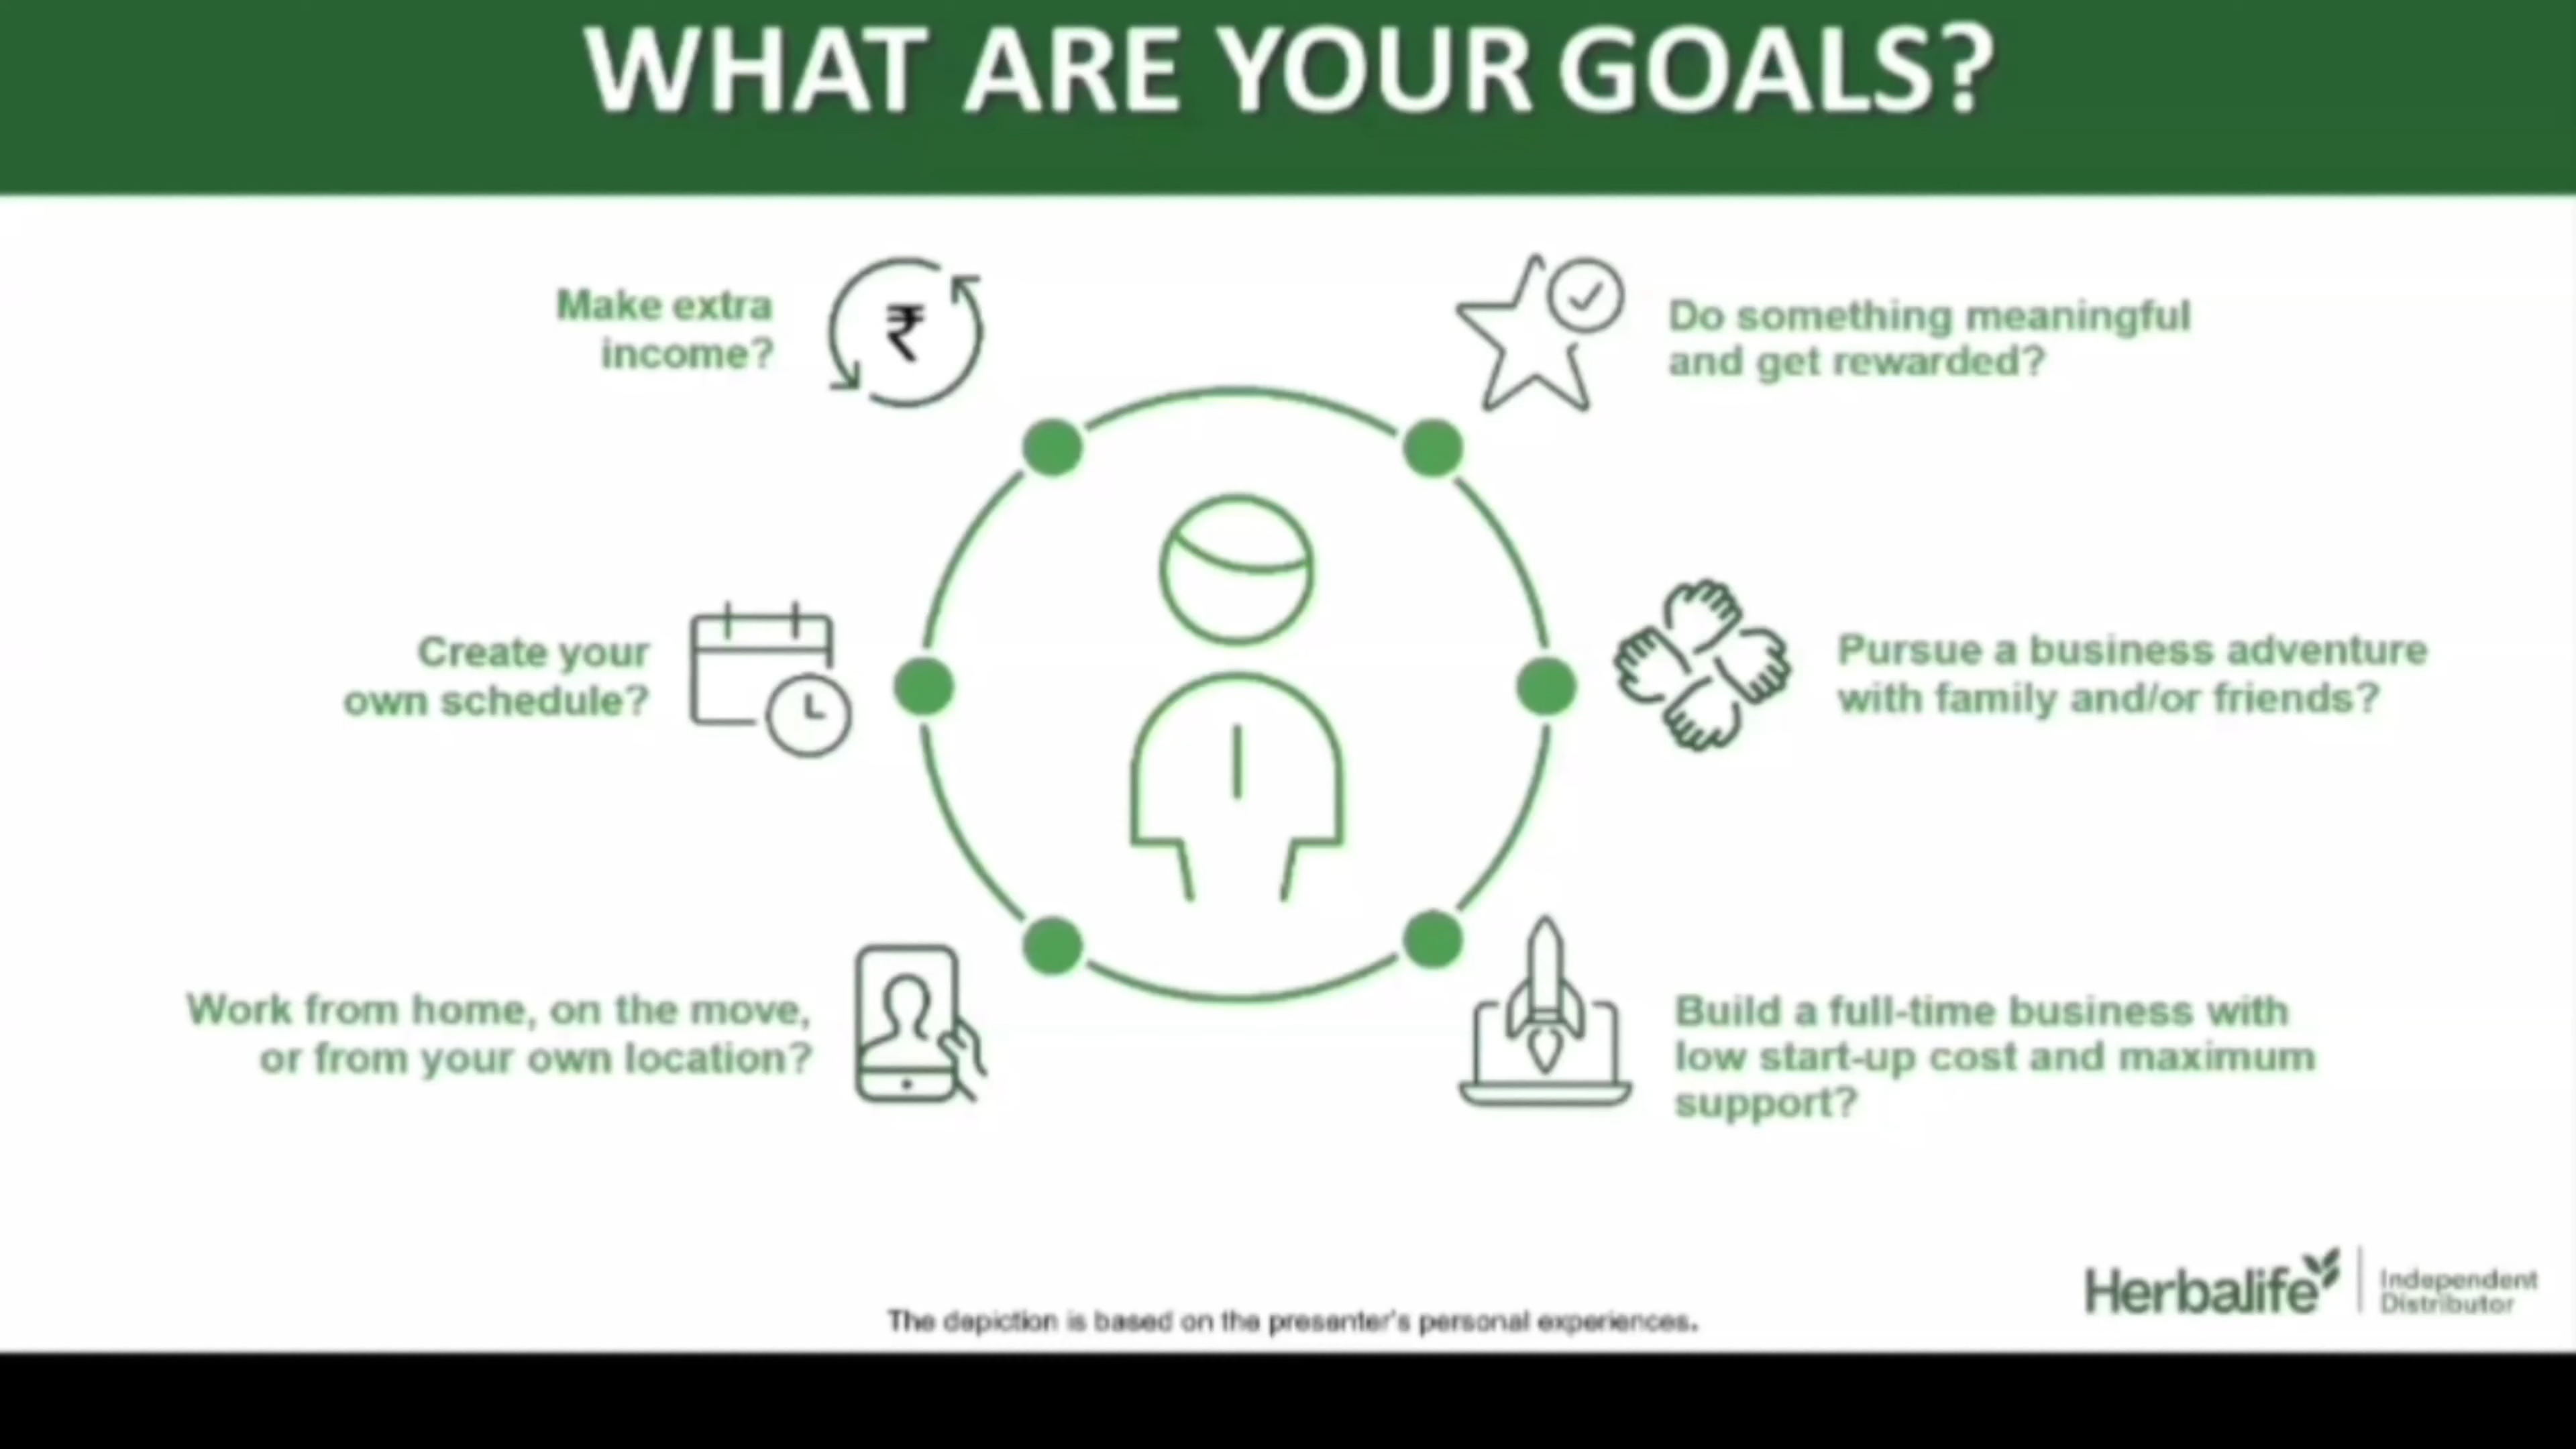 WHAT ARE YOUR GOALS?
Make extra
income?
₹
Do something meaningful
and get rewarded?
Create your
own schedule?
Pursue a business adventure
with family and/or friends?
Work from home, on the move,
or from your own location?
Build a full-time business with
low start-up cost and maximum
support?
Herbalife
Independent
Distributor
The depiction is based on the presenter's personal experiences.